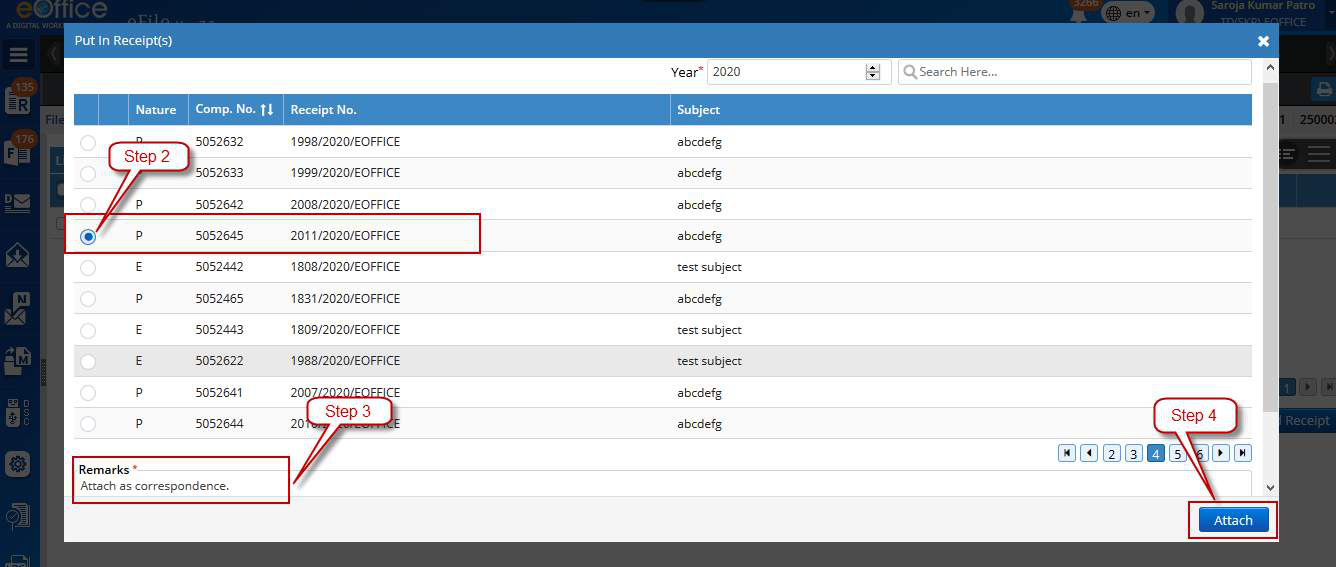 eOffice
A DIGITAL WORK
3266
en
Saroja Kumar Patro
Put In Receipt(s)
Year* 2020 Search Here...
Nature Comp. No. Receipt No. Subject
5052632 1998/2020/EOFFICE abcdefg
Step 2
5052633 1999/2020/EOFFICE abcdefg
P 5052642 2008/2020/EOFFICE abcdefg
P 5052645 2011/2020/EOFFICE abcdefg
E 5052442 1808/2020/EOFFICE test subject
P 5052465 1831/2020/EOFFICE abcdefg
E 5052443 1809/2020/EOFFICE test subject
E 5052622 1988/2020/EOFFICE test subject
P 5052641 2007/2020/EOFFICE abcdefg
Step 3
P 5052644 abcdefg
Step 4
2 3 4 5 6
Remarks *
Attach as correspondence.
Attach
135
R
File
1 25000
176
F
D
N
M
DSC
1
Receipt